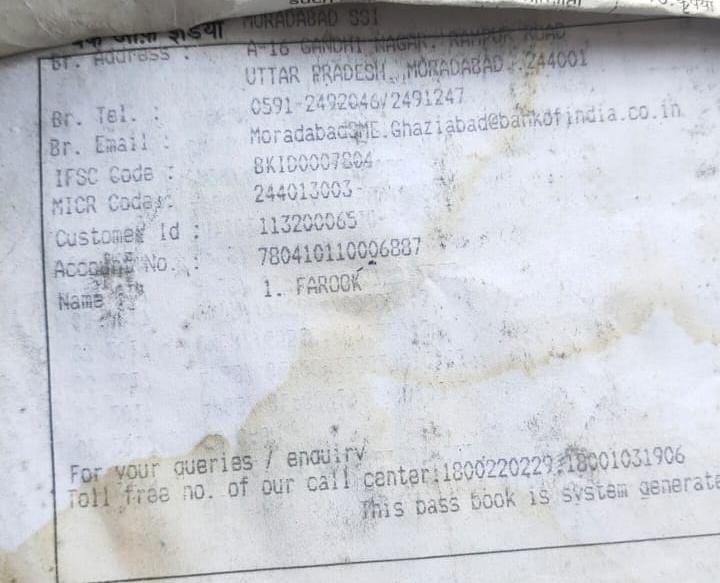 MORADABAD SSI
Br. Address : A-16 GANDHI NAGAR, RAMPUR ROAD
UTTAR PRADESH, MORADABAD - 244001
Br. Tel. : 0591-2492046/2491247
Br. Email : MoradabadSME.Ghaziabad@bankofindia.co.in
IFSC Code : BKID0007804
MICR Code : 244013003
Customer Id : 113200065
Account No. : 780410110006887
Name : 1. FAROOK
For your queries / enquiry
Toll free no. of our call center:1800220229,18001031906
This pass book is system generate